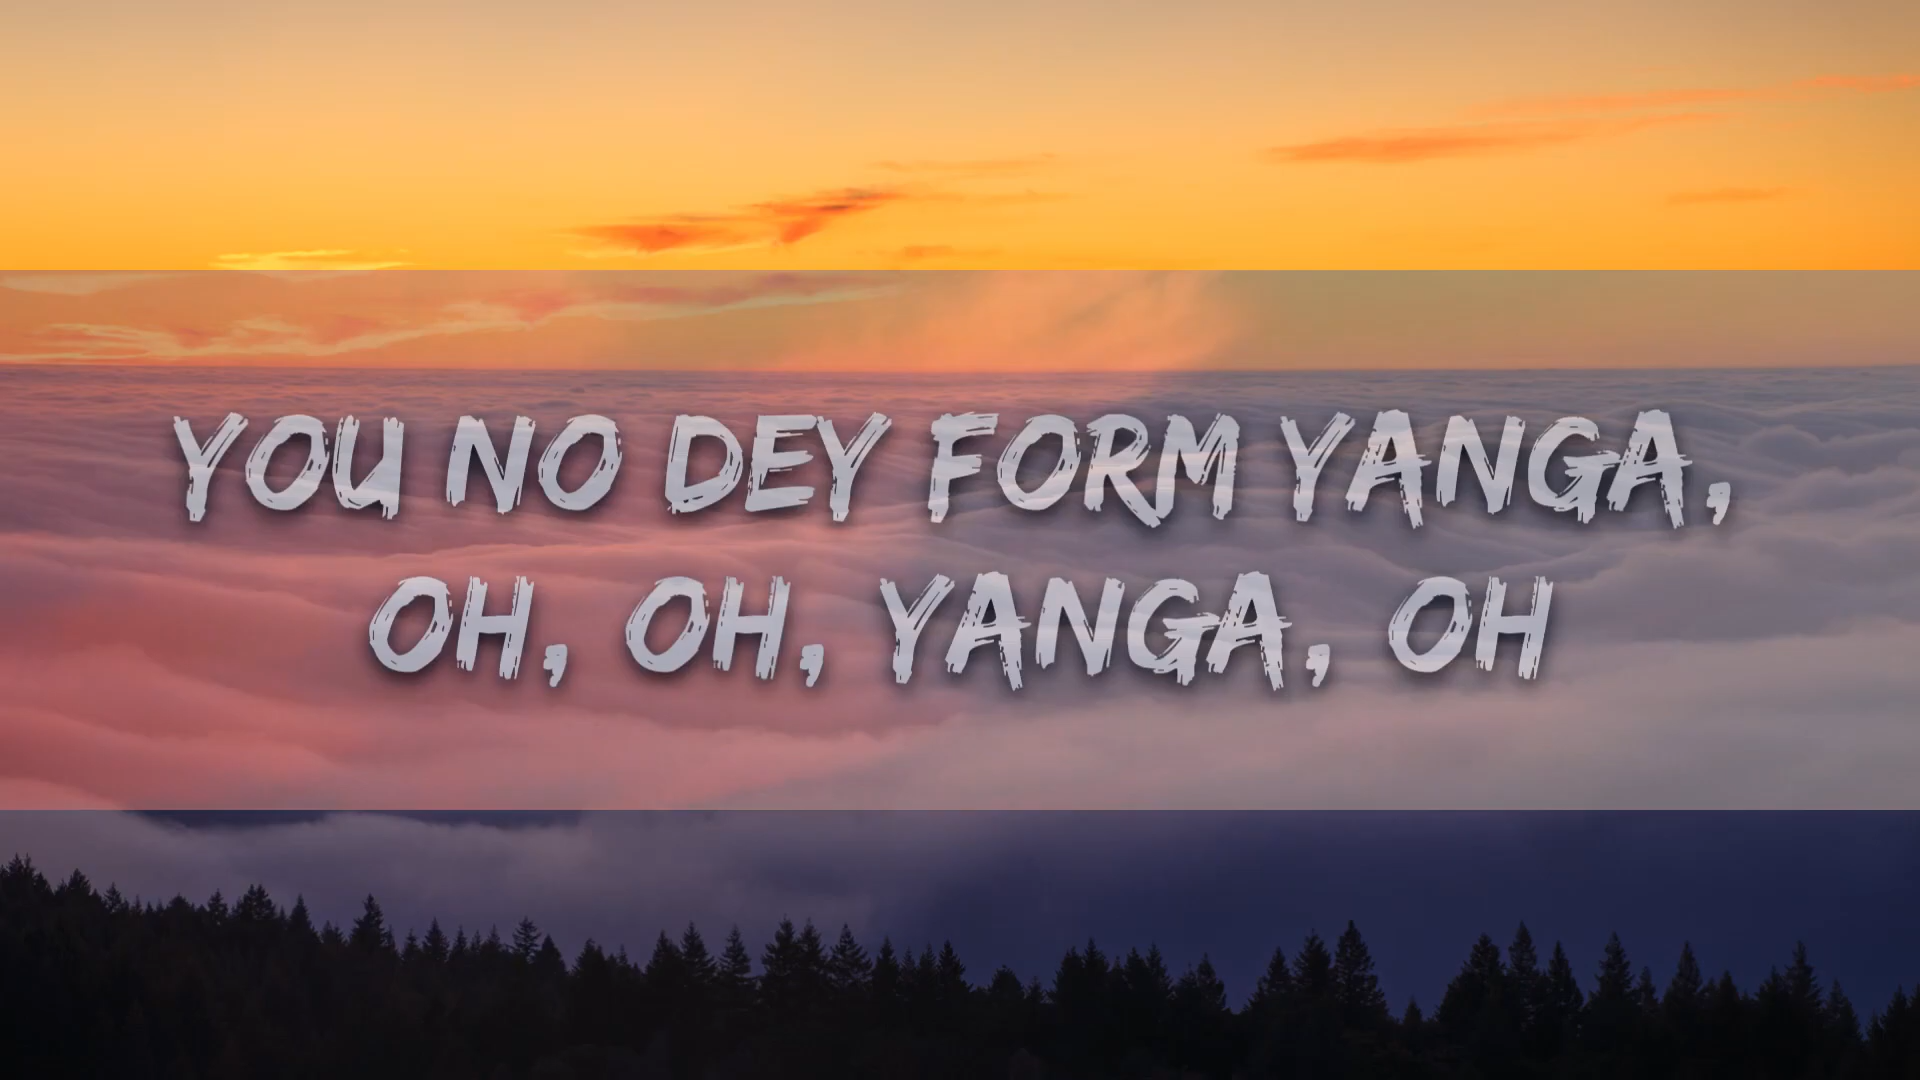 YOU NO DEY FORM YANGA,
OH, OH, YANGA, OH